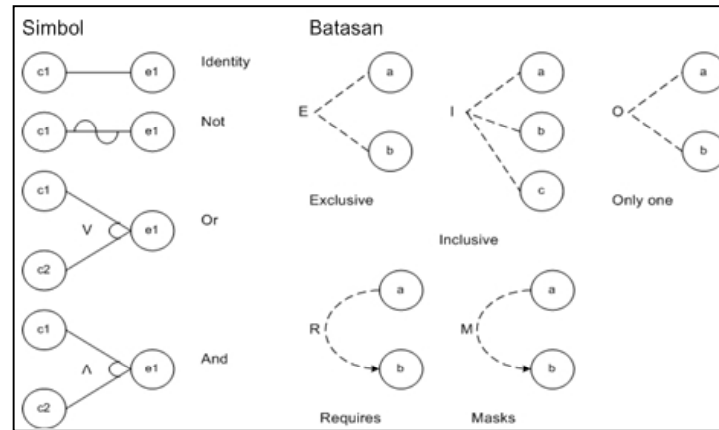 Simbol
c1
e1
Identity
c1
e1
Not
c1
V
e1
Or
c2
c1
Λ
e1
And
c2
Batasan
E
a
b
Exclusive
I
a
b
c
Inclusive
O
a
b
Only one
R
a
b
Requires
M
a
b
Masks